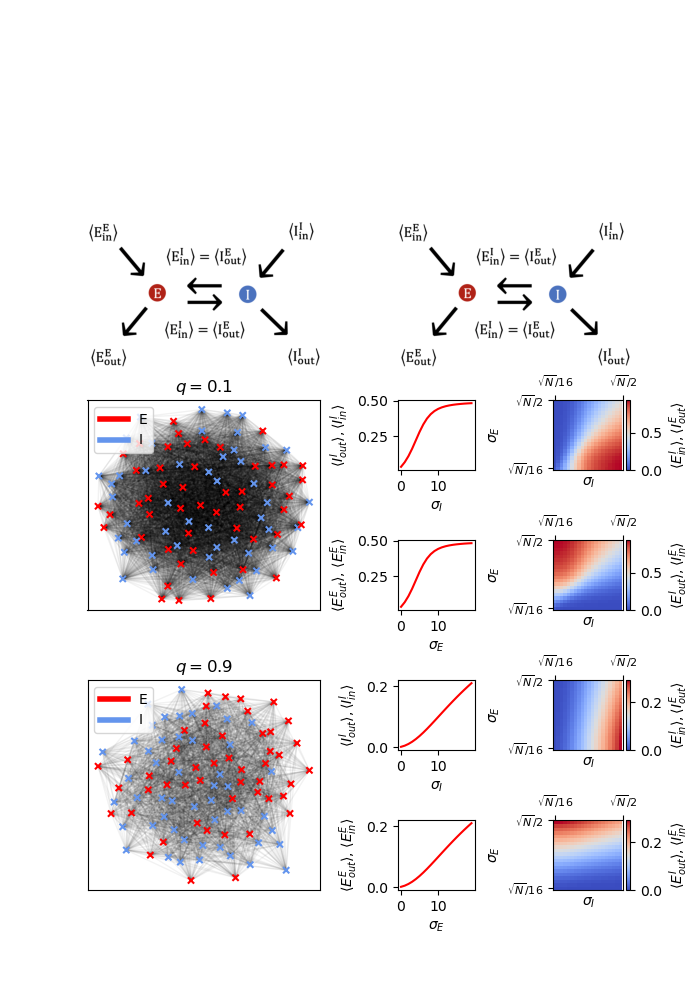 ⟨E^E_in⟩ ⟨I^I_in⟩ ⟨E^E_in⟩ ⟨I^I_in⟩
⟨E^I_in⟩ = ⟨I^E_out⟩ ⟨E^I_in⟩ = ⟨I^E_out⟩
E I E I
⟨E^I_in⟩ = ⟨I^E_out⟩ ⟨E^I_in⟩ = ⟨I^E_out⟩
⟨E^E_out⟩ ⟨I^I_out⟩ ⟨E^E_out⟩ ⟨I^I_out⟩
q = 0.1
E
I
⟨I^I_out⟩, ⟨I^I_in⟩
0.50
0.25
0 10
σ_I
√N/16 √N/2
√N/2
σ_E
√N/16
σ_I
0.5
0.0
⟨E^I_in⟩, ⟨I^E_out⟩
⟨E^E_out⟩, ⟨E^E_in⟩
0.50
0.25
0 10
σ_E
√N/16 √N/2
√N/2
σ_E
√N/16
σ_I
0.5
0.0
⟨E^I_out⟩, ⟨I^E_in⟩
q = 0.9
E
I
⟨I^I_out⟩, ⟨I^I_in⟩
0.2
0.0
0 10
σ_I
√N/16 √N/2
√N/2
σ_E
√N/16
σ_I
0.2
0.0
⟨E^I_in⟩, ⟨I^E_out⟩
⟨E^E_out⟩, ⟨E^E_in⟩
0.2
0.0
0 10
σ_E
√N/16 √N/2
√N/2
σ_E
√N/16
σ_I
0.2
0.0
⟨E^I_out⟩, ⟨I^E_in⟩